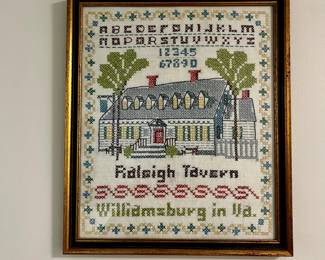 ABCDEFGHIJKLM
NOPQRSTUVWXYZ
12345
67890
Raleigh Tavern
Williamsburg in Va.